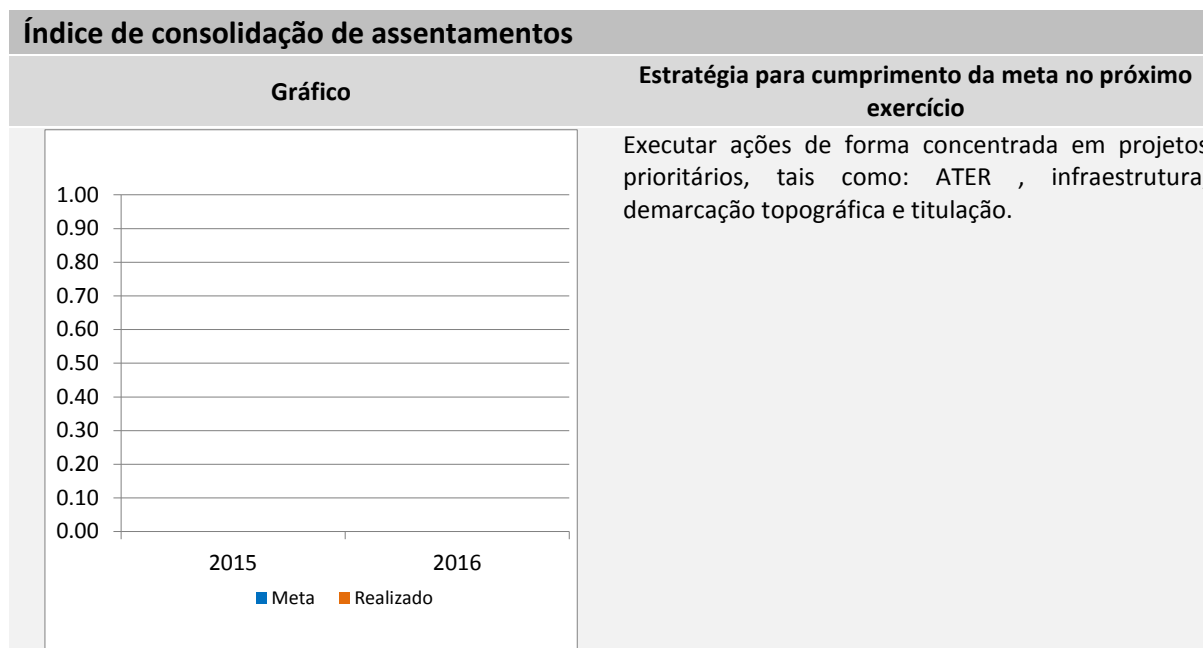 Índice de consolidação de assentamentos
Gráfico
Estratégia para cumprimento da meta no próximo
exercício
Executar ações de forma concentrada em projetos
prioritários, tais como: ATER , infraestrutura
demarcação topográfica e titulação.
1.00
0.90
0.80
0.70
0.60
0.50
0.40
0.30
0.20
0.10
0.00
2015 2016
Meta Realizado